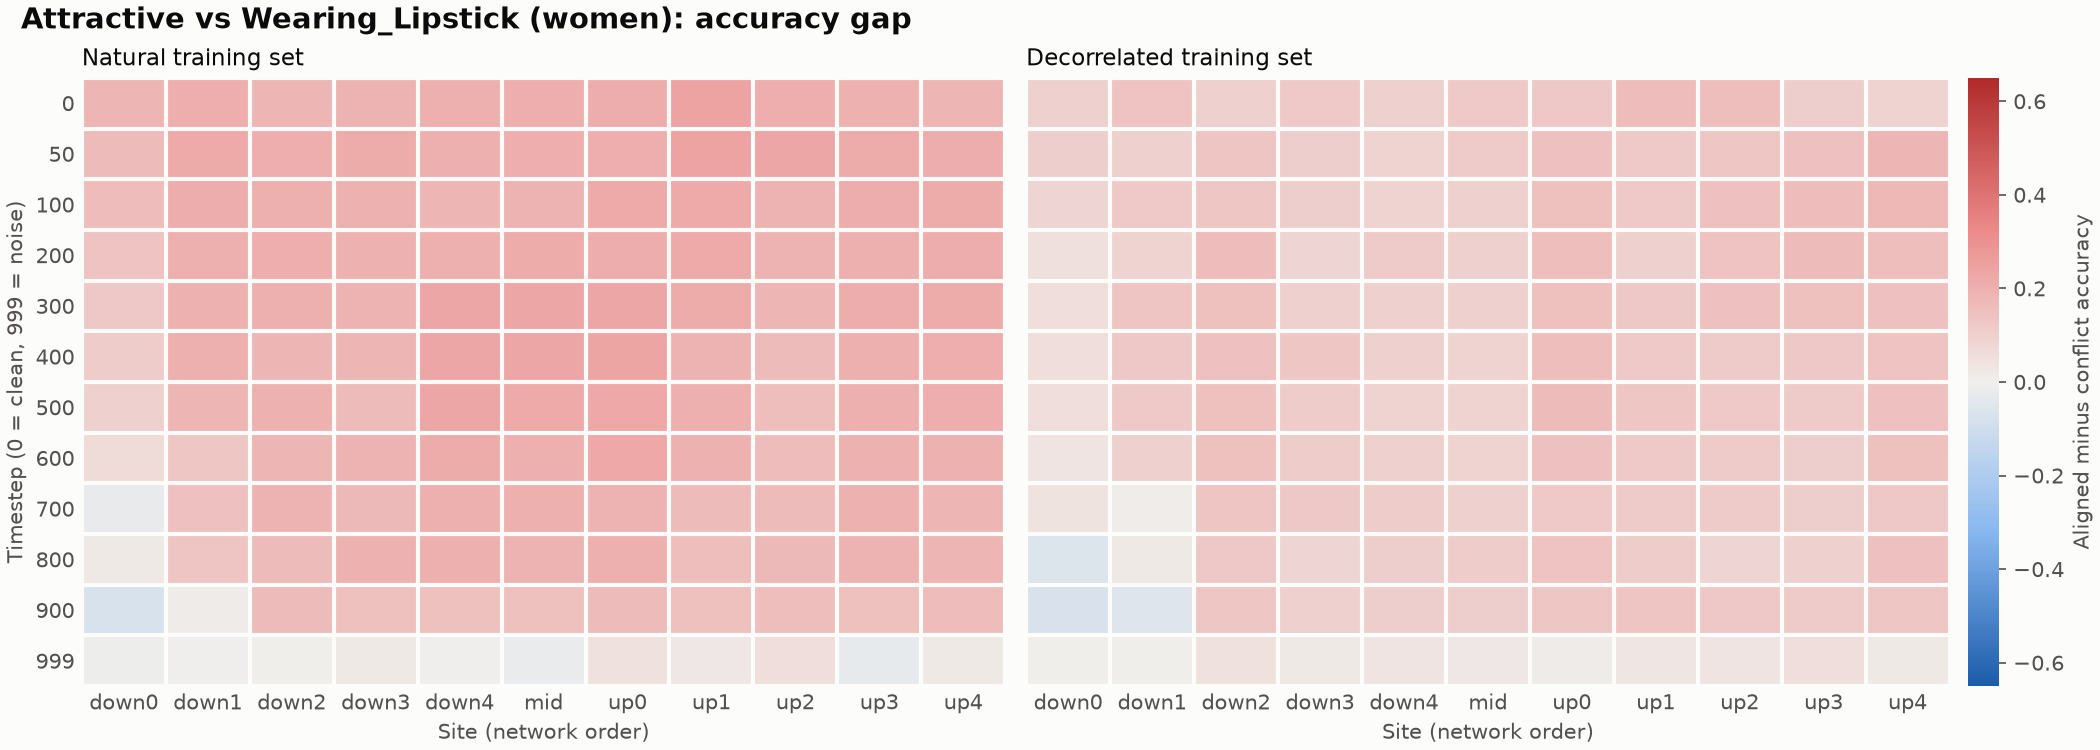 Attractive vs Wearing_Lipstick (women): accuracy gap
Natural training set
Decorrelated training set
Timestep (0 = clean, 999 = noise)
0
50
100
200
300
400
500
600
700
800
900
999
down0 down1 down2 down3 down4 mid up0 up1 up2 up3 up4
Site (network order)
down0 down1 down2 down3 down4 mid up0 up1 up2 up3 up4
Site (network order)
0.6
0.4
0.2
0.0
−0.2
−0.4
−0.6
Aligned minus conflict accuracy